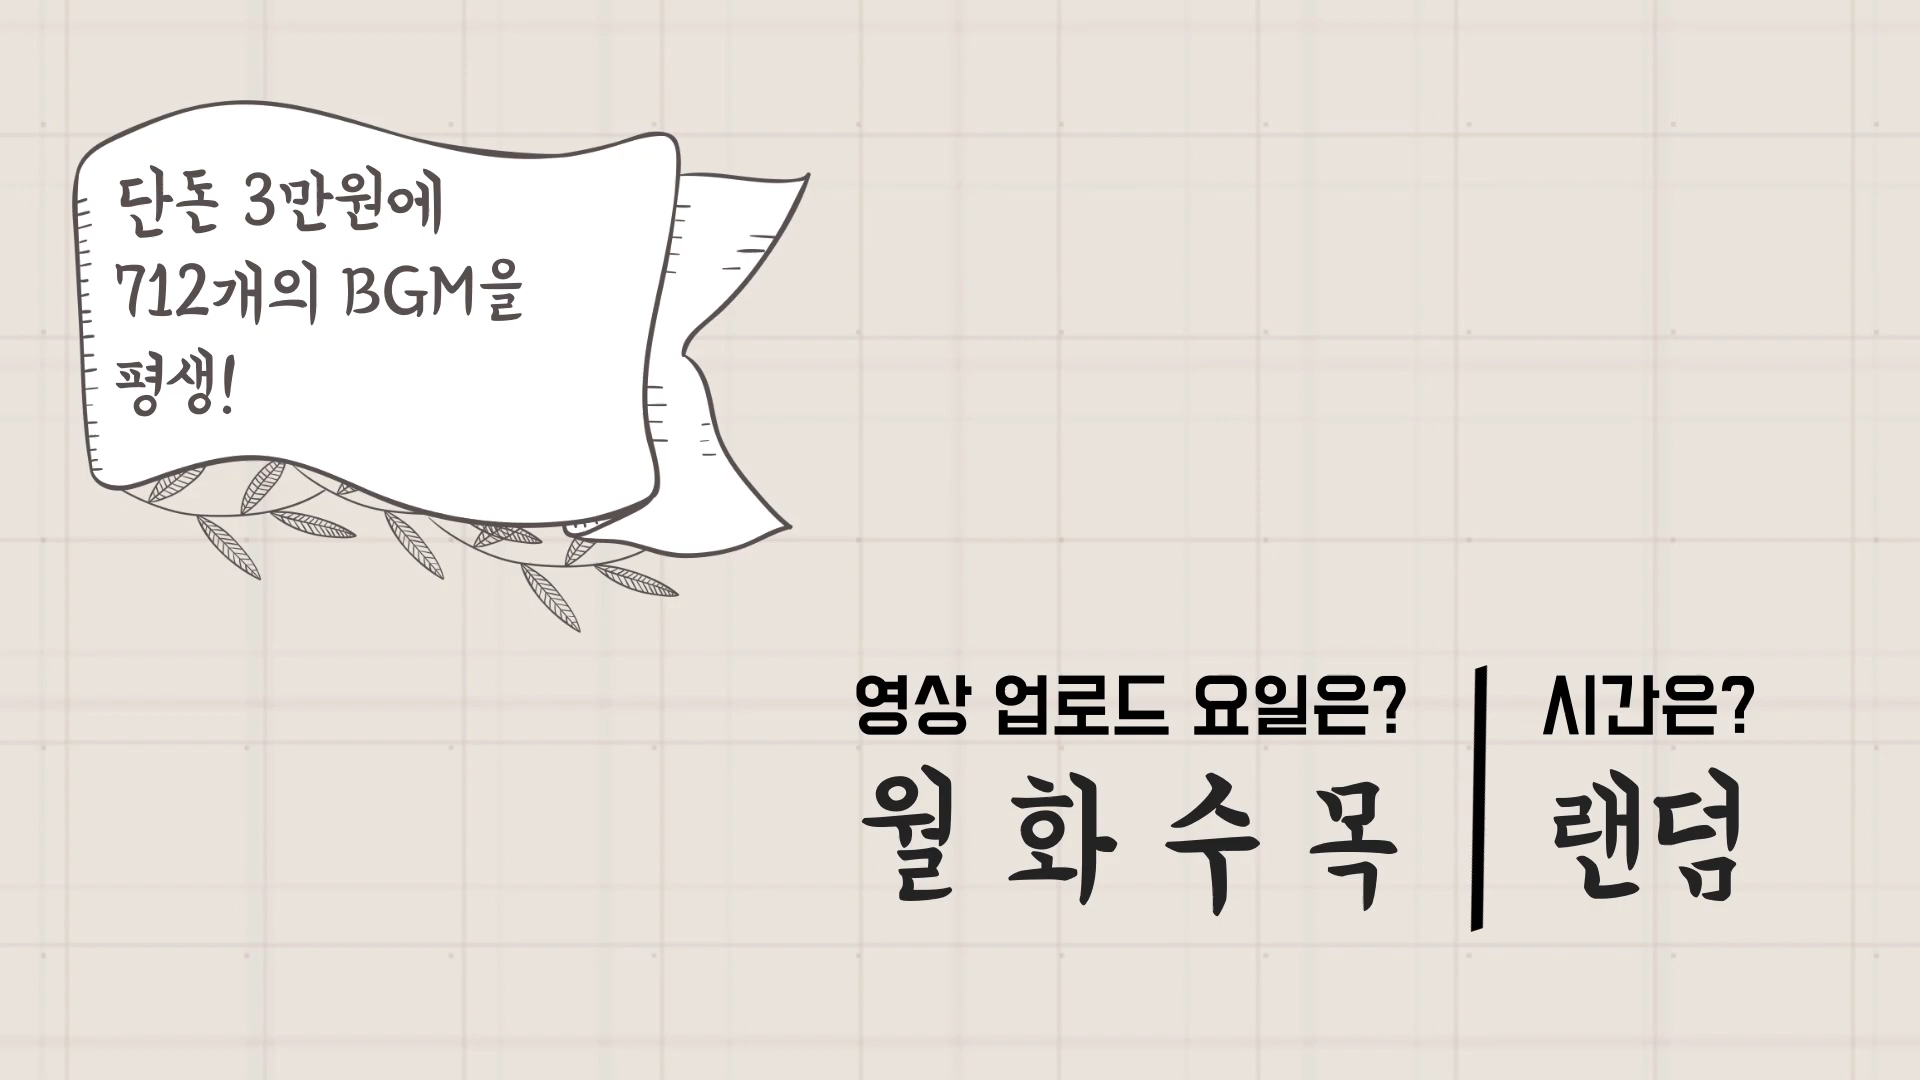 단돈 3만원에
712개의 BGM을
평생!
영상 업로드 요일은? 시간은?
월 화 수 목 랜덤